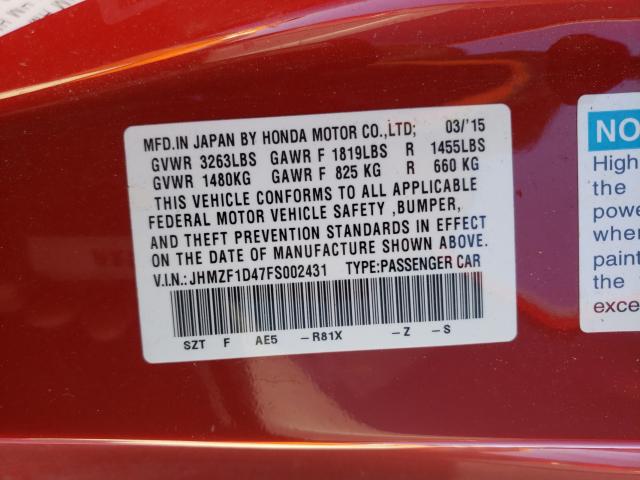 MFD.IN JAPAN BY HONDA MOTOR CO.,LTD; 03/'15
GVWR 3263LBS GAWR F 1819LBS R 1455LBS
GVWR 1480KG GAWR F 825 KG R 660 KG
THIS VEHICLE CONFORMS TO ALL APPLICABLE
FEDERAL MOTOR VEHICLE SAFETY ,BUMPER,
AND THEFT PREVENTION STANDARDS IN EFFECT
ON THE DATE OF MANUFACTURE SHOWN ABOVE.
V.I.N.:JHMZF1D47FS002431 TYPE:PASSENGER CAR
SZT F AE5 -R81X -Z -S
NO
High
the
powe
when
paint
the
exce